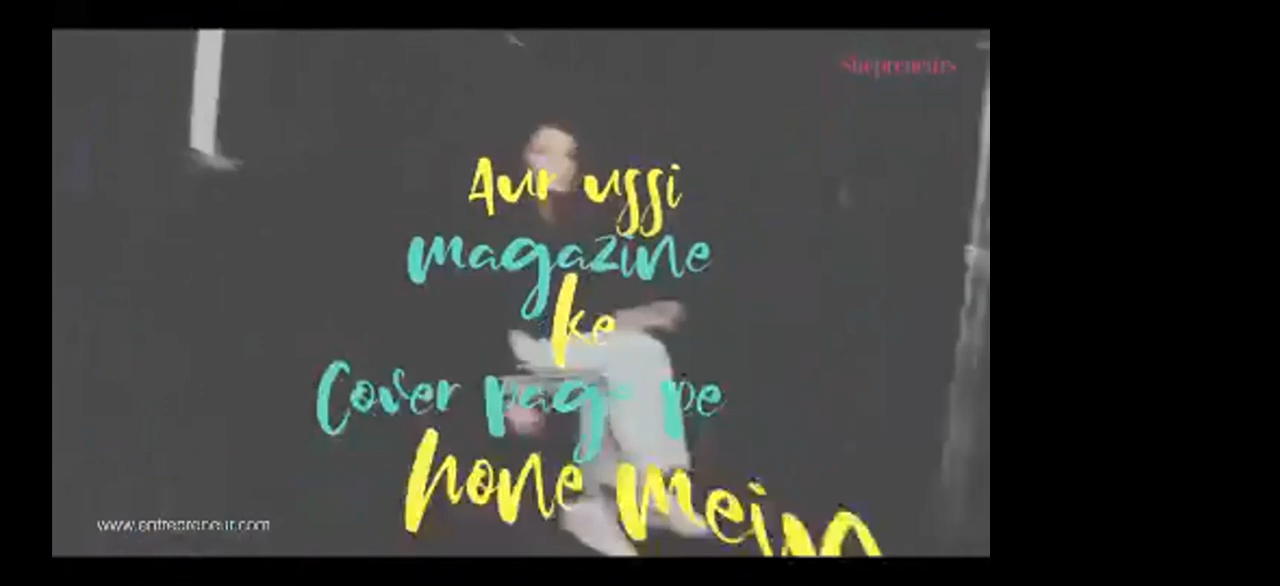 Shepreneurs
Aur ussi
magazine
ke
Cover page pe
hone mein
www.entrepreneur.com